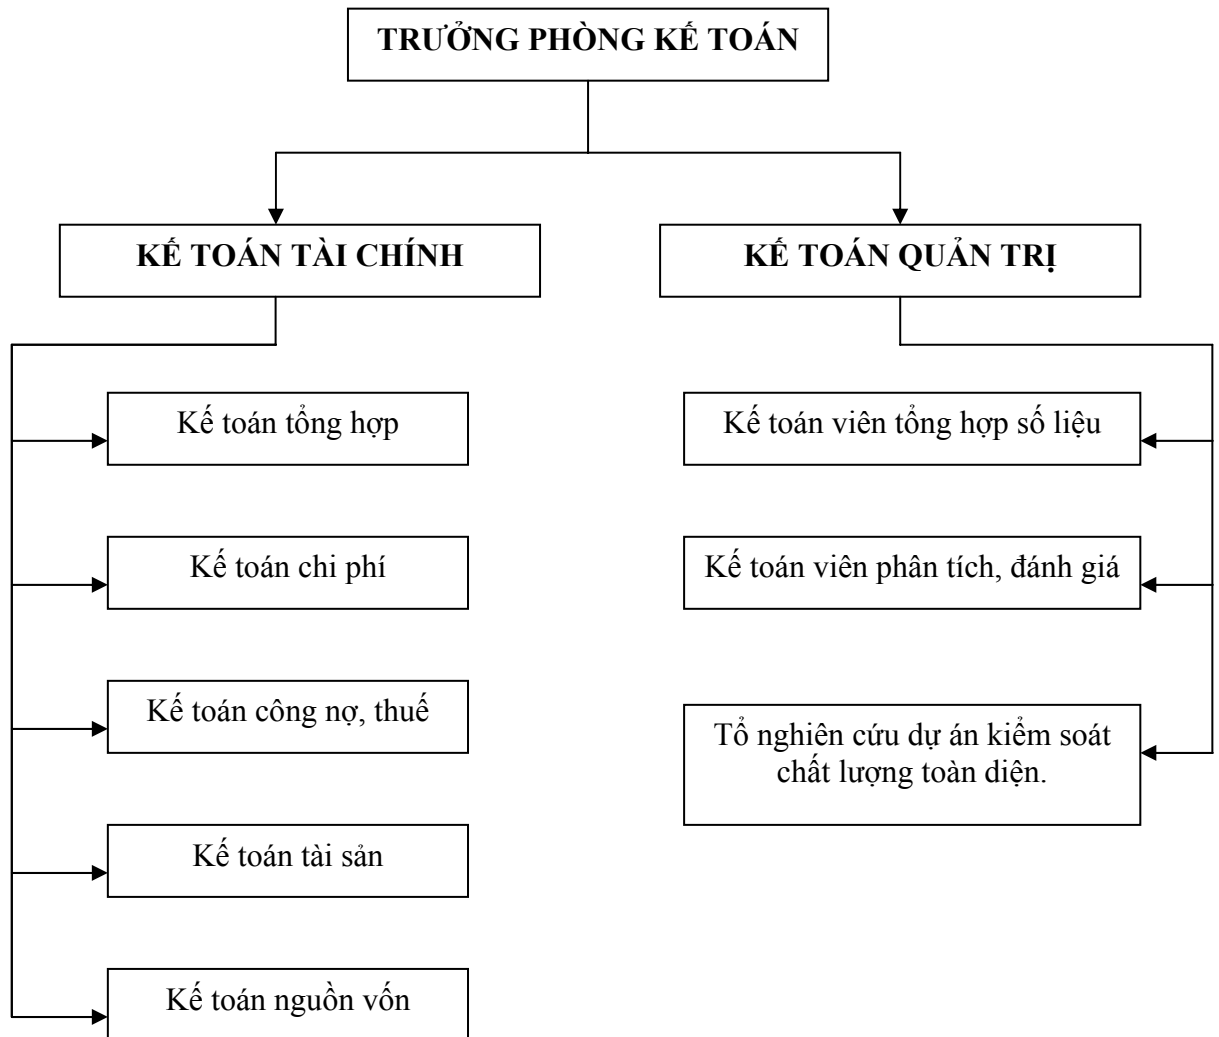 TRƯỞNG PHÒNG KẾ TOÁN
KẾ TOÁN TÀI CHÍNH
KẾ TOÁN QUẢN TRỊ
Kế toán tổng hợp
Kế toán chi phí
Kế toán công nợ, thuế
Kế toán tài sản
Kế toán nguồn vốn
Kế toán viên tổng hợp số liệu
Kế toán viên phân tích, đánh giá
Tổ nghiên cứu dự án kiểm soát
chất lượng toàn diện.